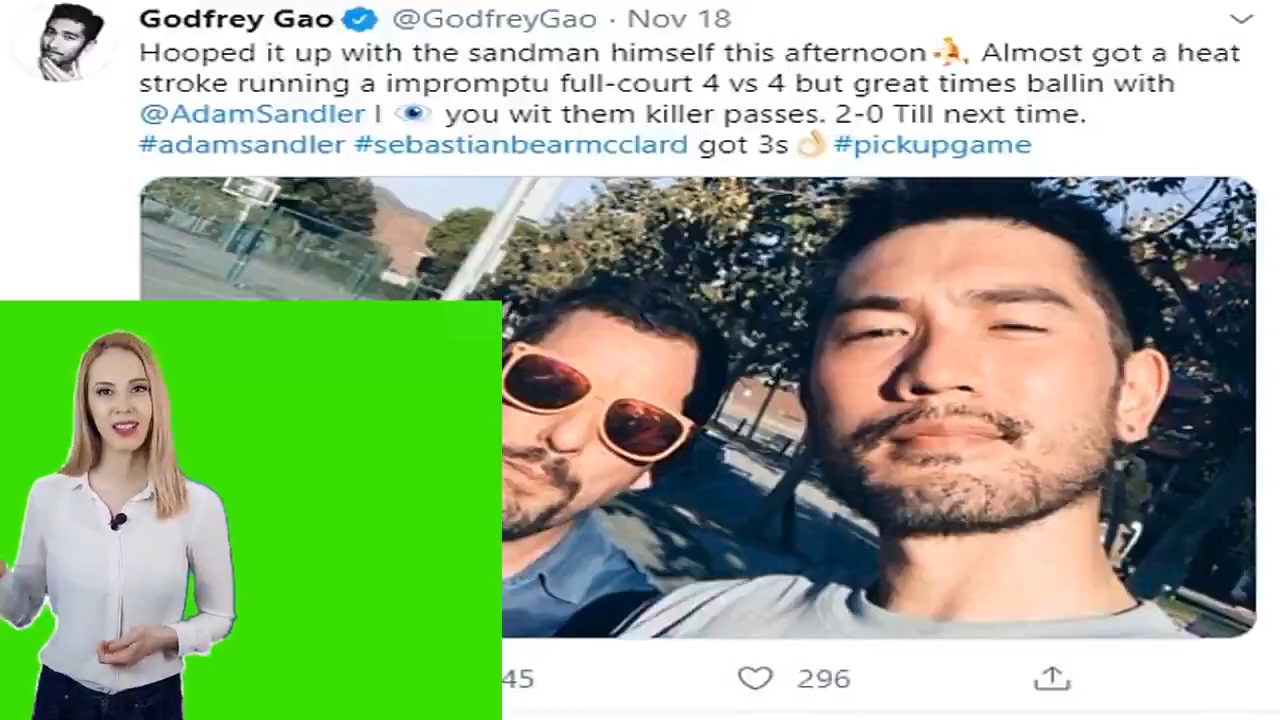 Godfrey Gao @GodfreyGao · Nov 18
Hooped it up with the sandman himself this afternoon⛹🏻. Almost got a heat
stroke running a impromptu full-court 4 vs 4 but great times ballin with
@AdamSandler I 👁 you wit them killer passes. 2-0 Till next time.
#adamsandler #sebastianbearmcclard got 3s👌🏻#pickupgame
45 296